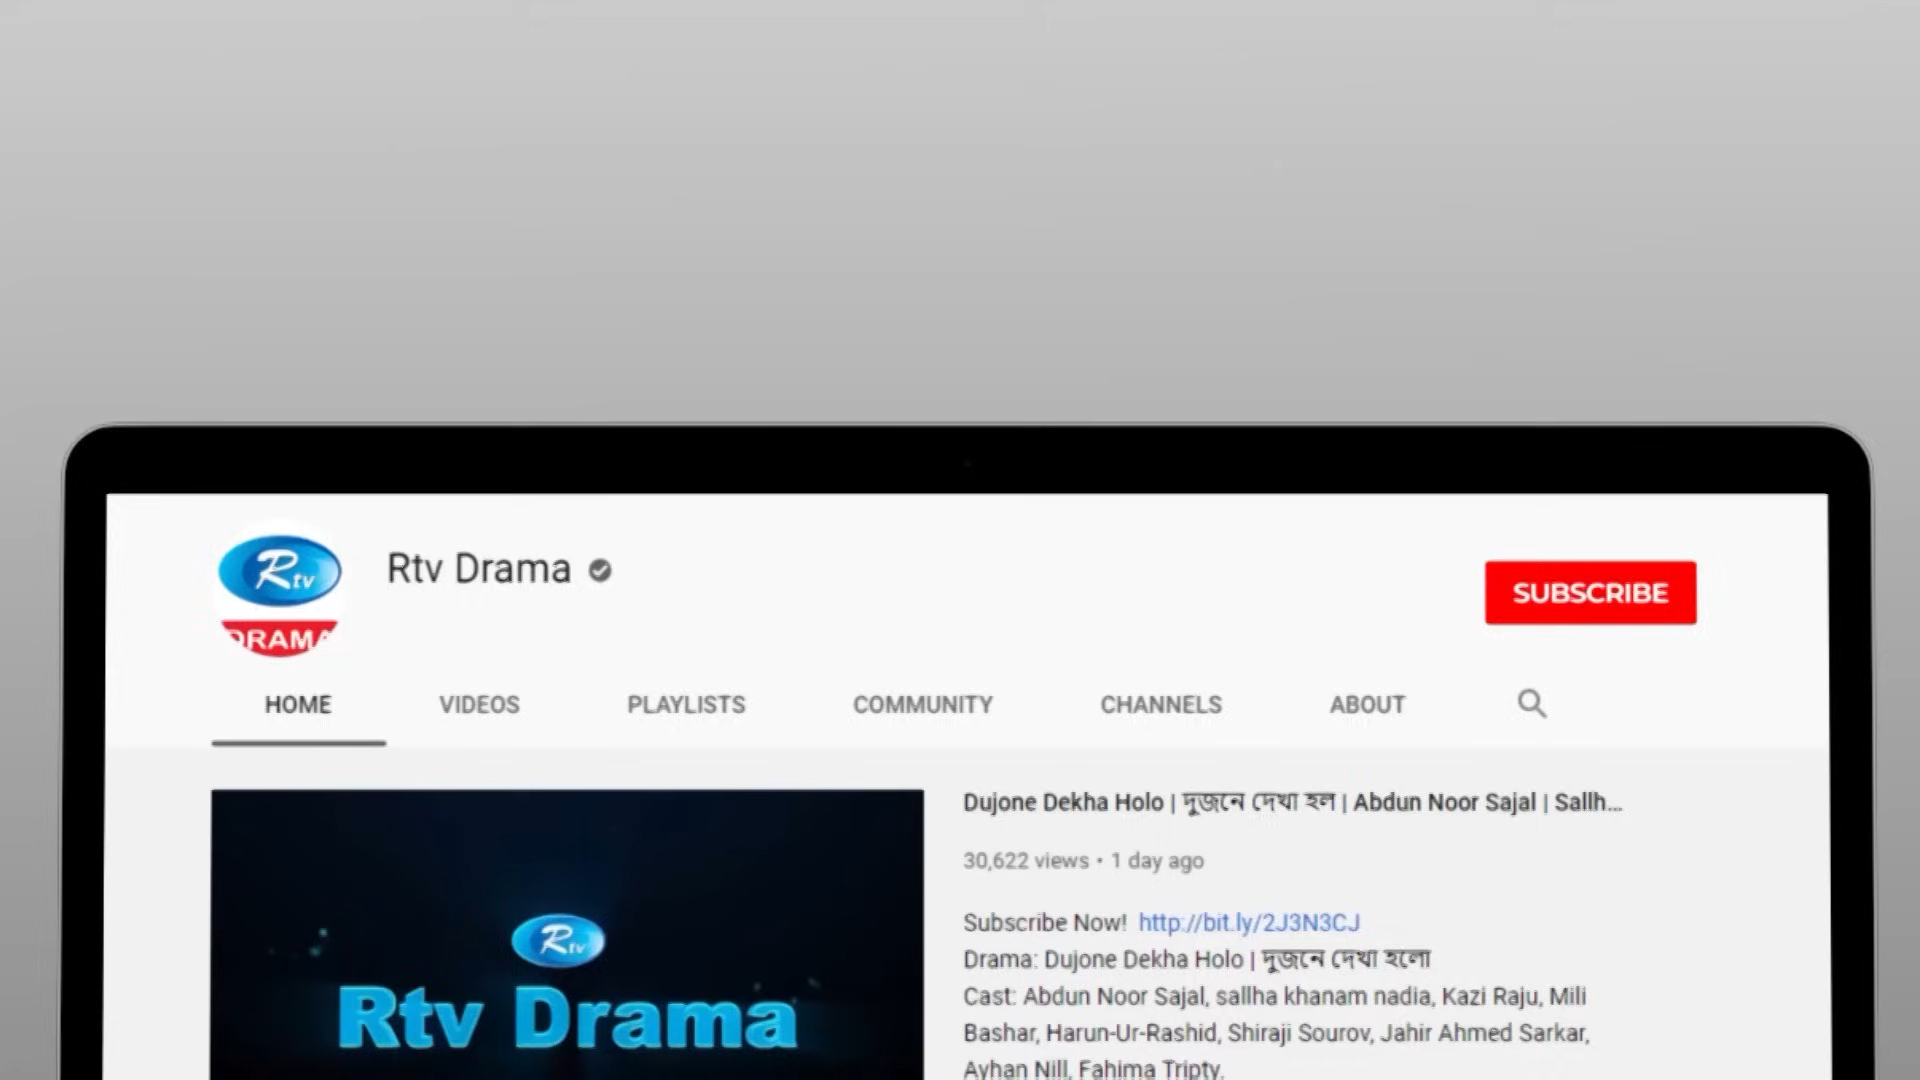 Rtv
DRAMA
Rtv Drama
SUBSCRIBE
HOME VIDEOS PLAYLISTS COMMUNITY CHANNELS ABOUT
Dujone Dekha Holo | দুজনে দেখা হল | Abdun Noor Sajal | Sallh...
30,622 views • 1 day ago
Subscribe Now! http://bit.ly/2J3N3CJ
Drama: Dujone Dekha Holo | দুজনে দেখা হলো
Cast: Abdun Noor Sajal, sallha khanam nadia, Kazi Raju, Mili
Bashar, Harun-Ur-Rashid, Shiraji Sourov, Jahir Ahmed Sarkar,
Ayhan Nill, Fahima Tripty.
Rtv
Rtv Drama